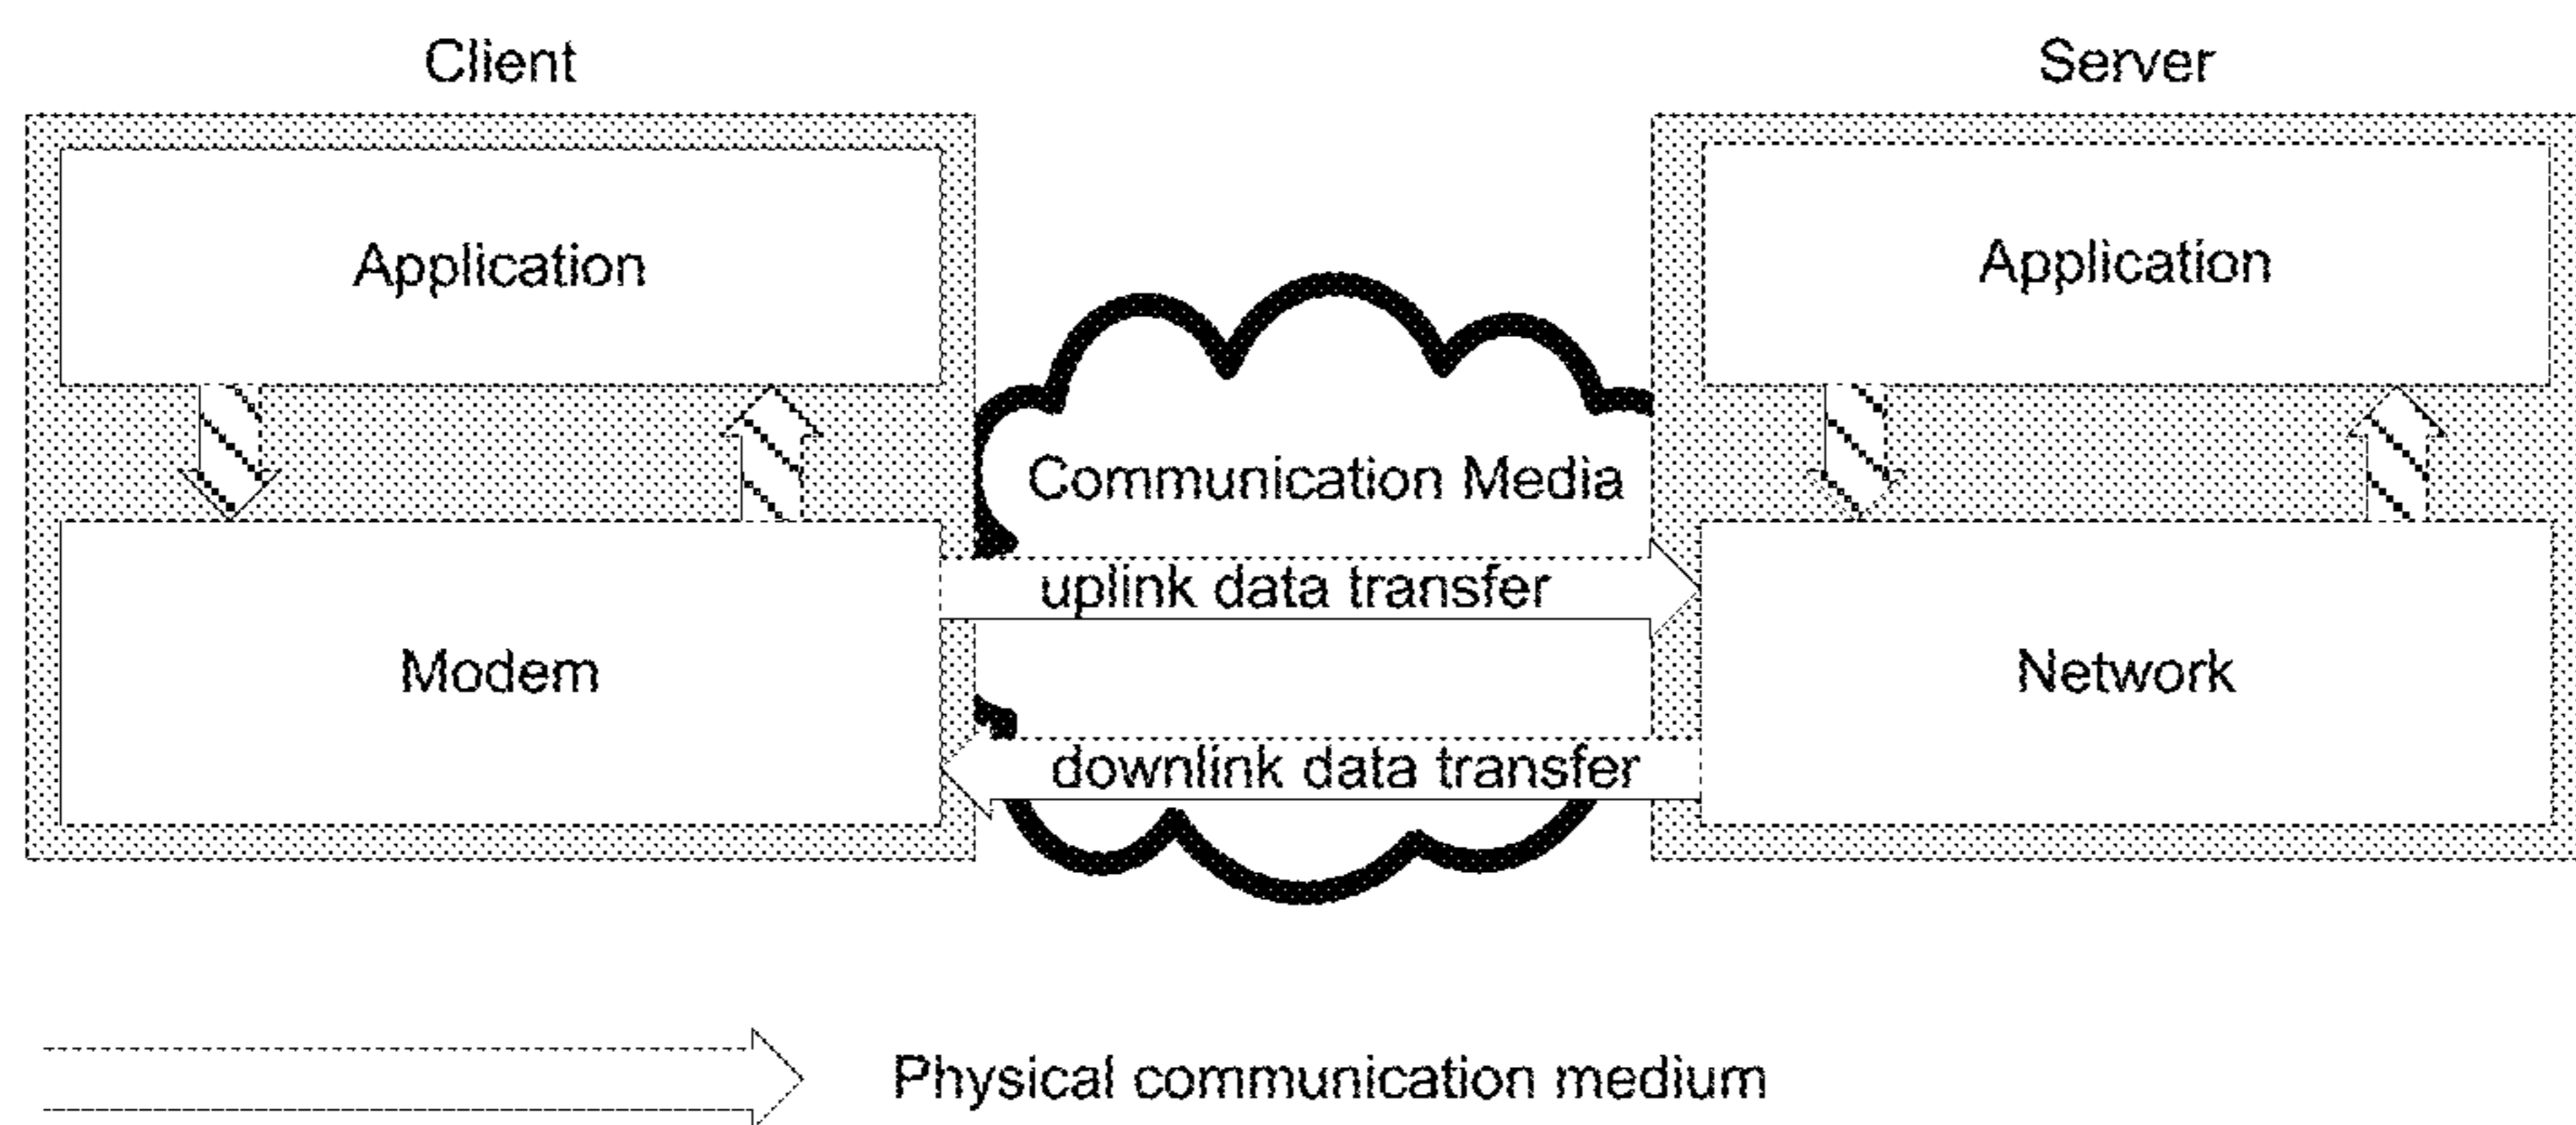 Client
Server
Application
Application
Communication Media
uplink data transfer
Modem
Network
downlink data transfer
Physical communication medium